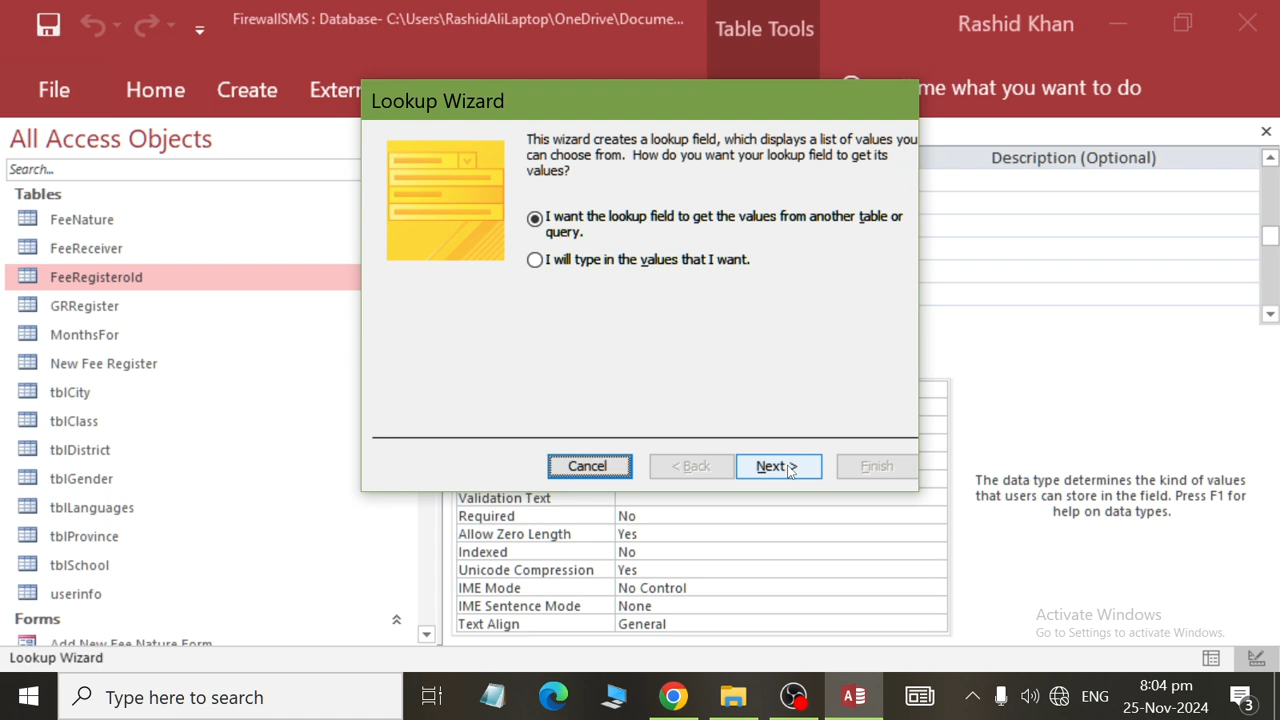 FirewallSMS : Database- C:\Users\RashidAliLaptop\OneDrive\Docume...
Table Tools
Rashid Khan
File
Home
Create
Extern
me what you want to do
All Access Objects
Search...
Tables
FeeNature
FeeReceiver
FeeRegisterold
GRRegister
MonthsFor
New Fee Register
tblCity
tblClass
tblDistrict
tblGender
tblLanguages
tblProvince
tblSchool
userinfo
Forms
Add New Fee Nature Form
Lookup Wizard
This wizard creates a lookup field, which displays a list of values you
can choose from. How do you want your lookup field to get its
values?
I want the lookup field to get the values from another table or
query.
I will type in the values that I want.
Cancel
< Back
Next >
Finish
Description (Optional)
Validation Text
Required No
Allow Zero Length Yes
Indexed No
Unicode Compression Yes
IME Mode No Control
IME Sentence Mode None
Text Align General
The data type determines the kind of values
that users can store in the field. Press F1 for
help on data types.
Activate Windows
Go to Settings to activate Windows.
Lookup Wizard
Type here to search
ENG
8:04 pm
25-Nov-2024
3